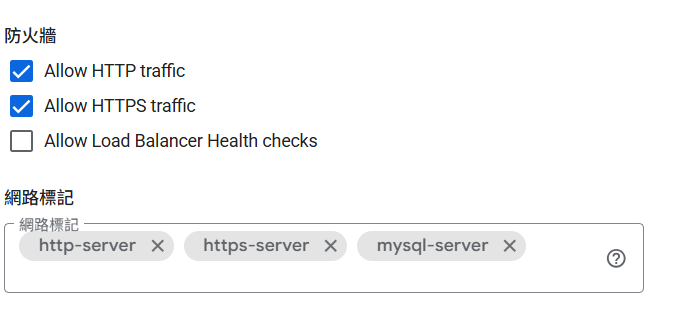 防火牆
Allow HTTP traffic
Allow HTTPS traffic
Allow Load Balancer Health checks
網路標記
網路標記
http-server
https-server
mysql-server